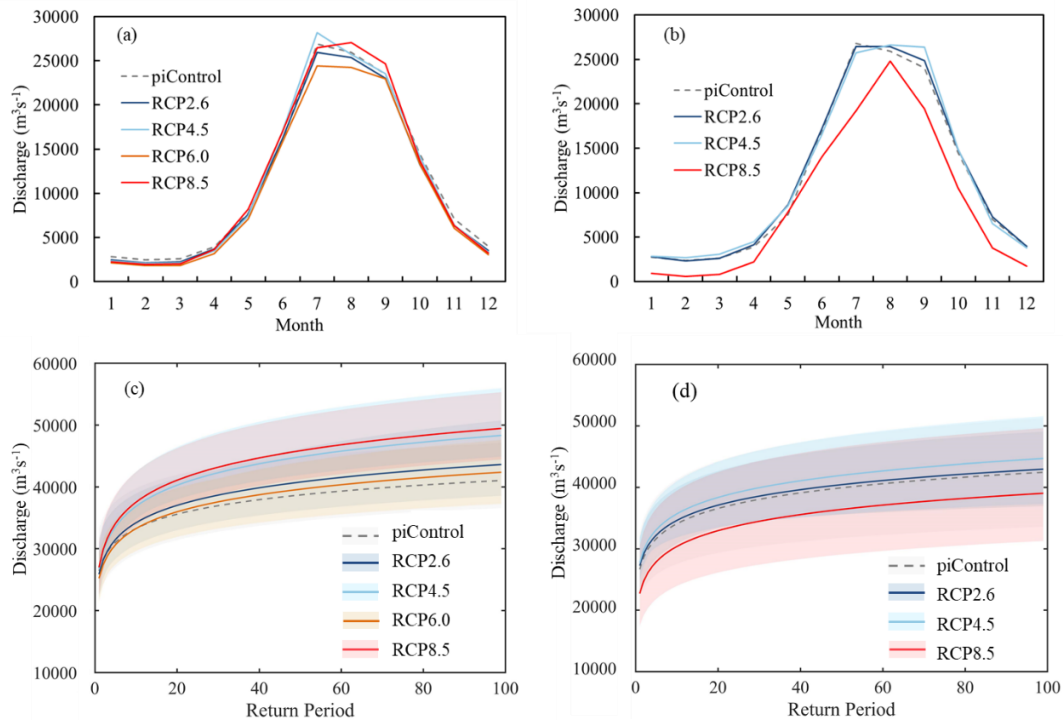 (a)
30000
25000
20000
15000
10000
5000
0
Discharge (m³s⁻¹)
piControl
RCP2.6
RCP4.5
RCP6.0
RCP8.5
1 2 3 4 5 6 7 8 9 10 11 12
Month
(b)
30000
25000
20000
15000
10000
5000
0
Discharge (m³s⁻¹)
piControl
RCP2.6
RCP4.5
RCP8.5
1 2 3 4 5 6 7 8 9 10 11 12
Month
(c)
60000
50000
40000
30000
20000
10000
Discharge (m³s⁻¹)
piControl
RCP2.6
RCP4.5
RCP6.0
RCP8.5
0 20 40 60 80 100
Return Period
(d)
60000
50000
40000
30000
20000
10000
Discharge (m³s⁻¹)
piControl
RCP2.6
RCP4.5
RCP8.5
0 20 40 60 80 100
Return Period